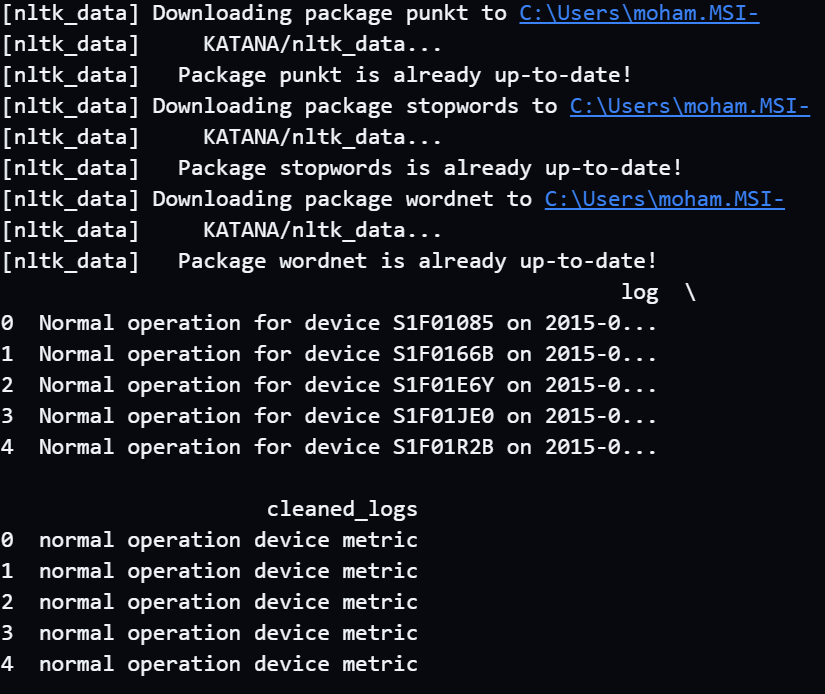 [nltk_data] Downloading package punkt to C:\Users\moham.MSI-
[nltk_data]     KATANA/nltk_data...
[nltk_data]   Package punkt is already up-to-date!
[nltk_data] Downloading package stopwords to C:\Users\moham.MSI-
[nltk_data]     KATANA/nltk_data...
[nltk_data]   Package stopwords is already up-to-date!
[nltk_data] Downloading package wordnet to C:\Users\moham.MSI-
[nltk_data]     KATANA/nltk_data...
[nltk_data]   Package wordnet is already up-to-date!
                                                 log  \
0  Normal operation for device S1F01085 on 2015-0...
1  Normal operation for device S1F0166B on 2015-0...
2  Normal operation for device S1F01E6Y on 2015-0...
3  Normal operation for device S1F01JE0 on 2015-0...
4  Normal operation for device S1F01R2B on 2015-0...
                     cleaned_logs
0  normal operation device metric
1  normal operation device metric
2  normal operation device metric
3  normal operation device metric
4  normal operation device metric